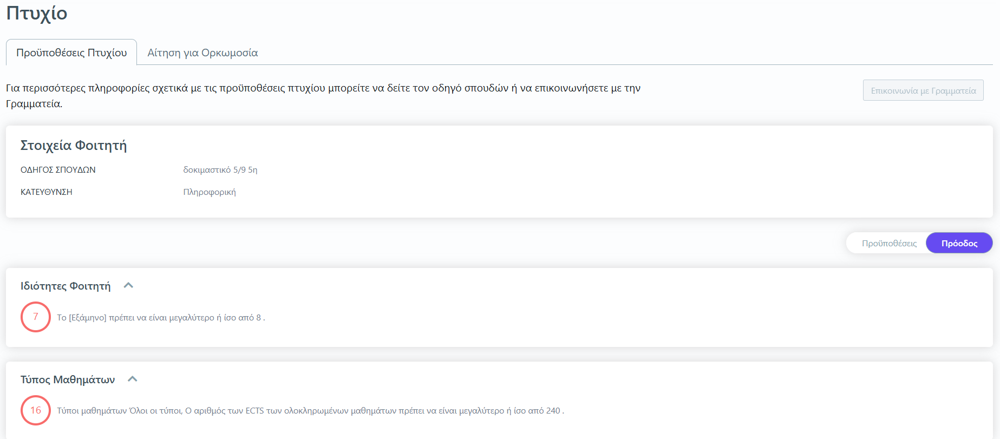 Πτυχίο
Προϋποθέσεις Πτυχίου
Αίτηση για Ορκωμοσία
Για περισσότερες πληροφορίες σχετικά με τις προϋποθέσεις πτυχίου μπορείτε να δείτε τον οδηγό σπουδών ή να επικοινωνήσετε με την
Γραμματεία.
Επικοινωνία με Γραμματεία
Στοιχεία Φοιτητή
ΟΔΗΓΟΣ ΣΠΟΥΔΩΝ δοκιμαστικό 5/9 5η
ΚΑΤΕΥΘΥΝΣΗ Πληροφορική
Προϋποθέσεις Πρόοδος
Ιδιότητες Φοιτητή
7 Το [Εξάμηνο] πρέπει να είναι μεγαλύτερο ή ίσο από 8 .
Τύπος Μαθημάτων
16 Τύποι μαθημάτων Όλοι οι τύποι, Ο αριθμός των ECTS των ολοκληρωμένων μαθημάτων πρέπει να είναι μεγαλύτερο ή ίσο από 240 .